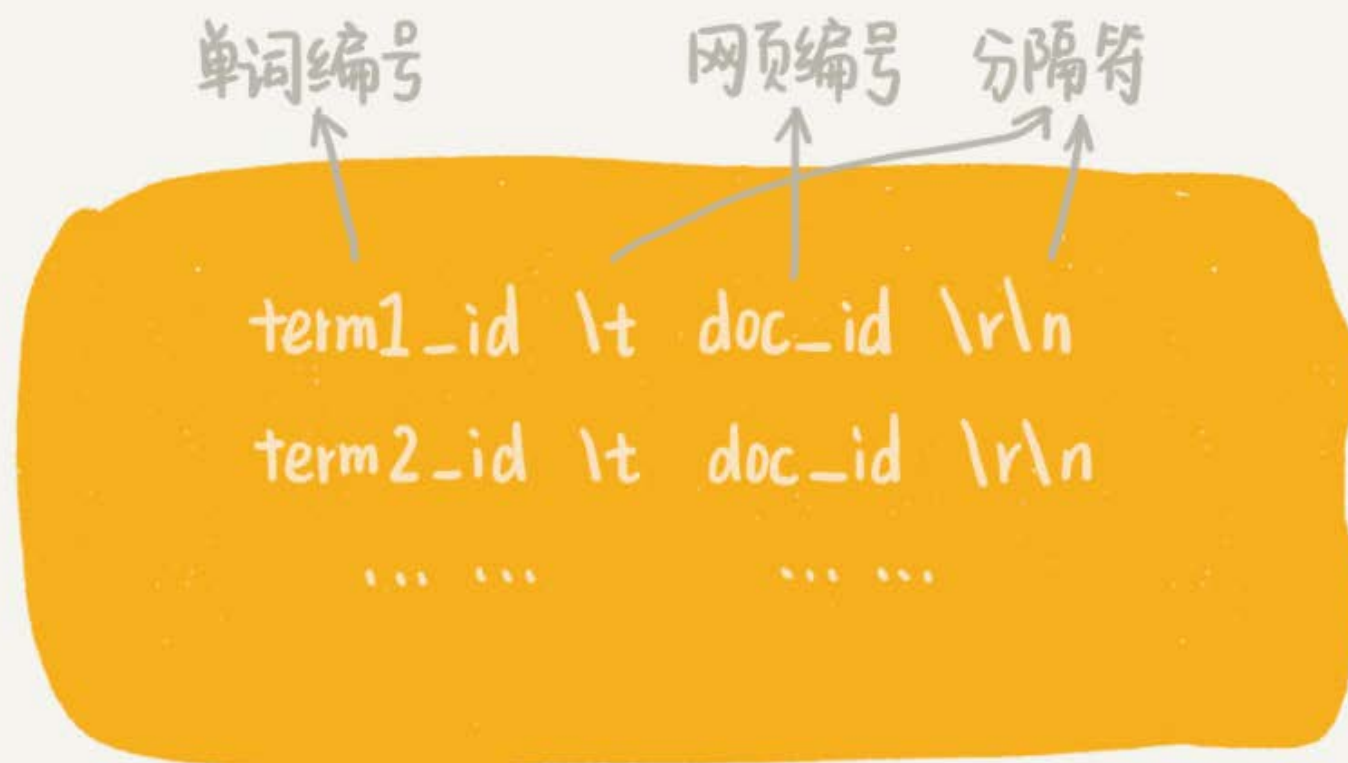 单词编号 网页编号 分隔符
term1_id \t doc_id \r\n
term2_id \t doc_id \r\n
... ... ... ...